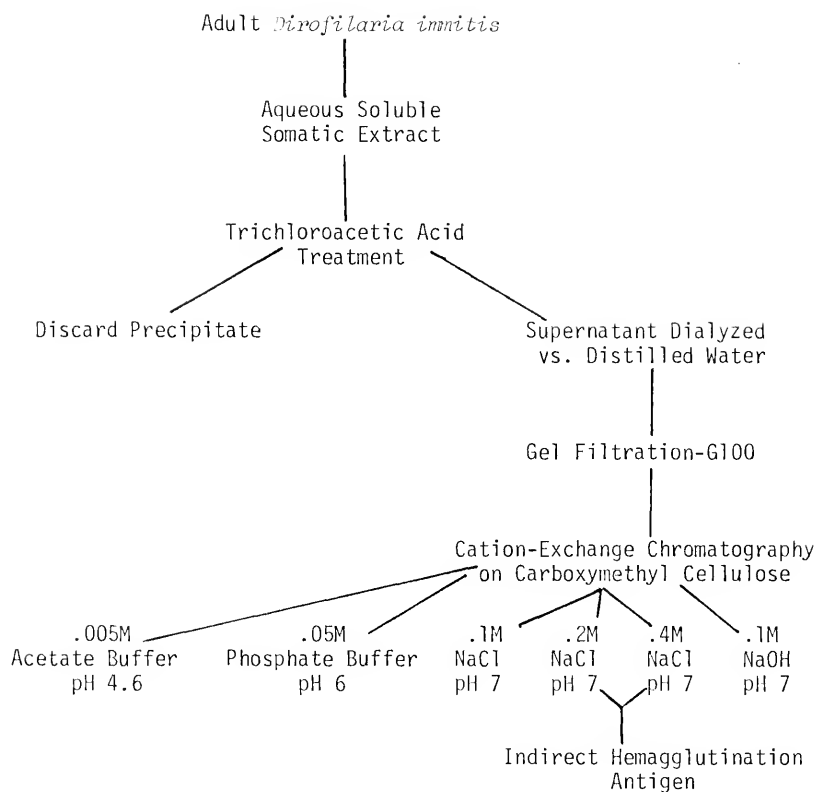 Adult Dirofilaria immitis
Aqueous Soluble
Somatic Extract
Trichloroacetic Acid
Treatment
Discard Precipitate
Supernatant Dialyzed
vs. Distilled Water
Gel Filtration-G100
Cation-Exchange Chromatography
on Carboxymethyl Cellulose
.005M
Acetate Buffer
pH 4.6
.05M
Phosphate Buffer
pH 6
.1M
NaCl
pH 7
.2M
NaCl
pH 7
.4M
NaCl
pH 7
.1M
NaOH
pH 7
Indirect Hemagglutination
Antigen